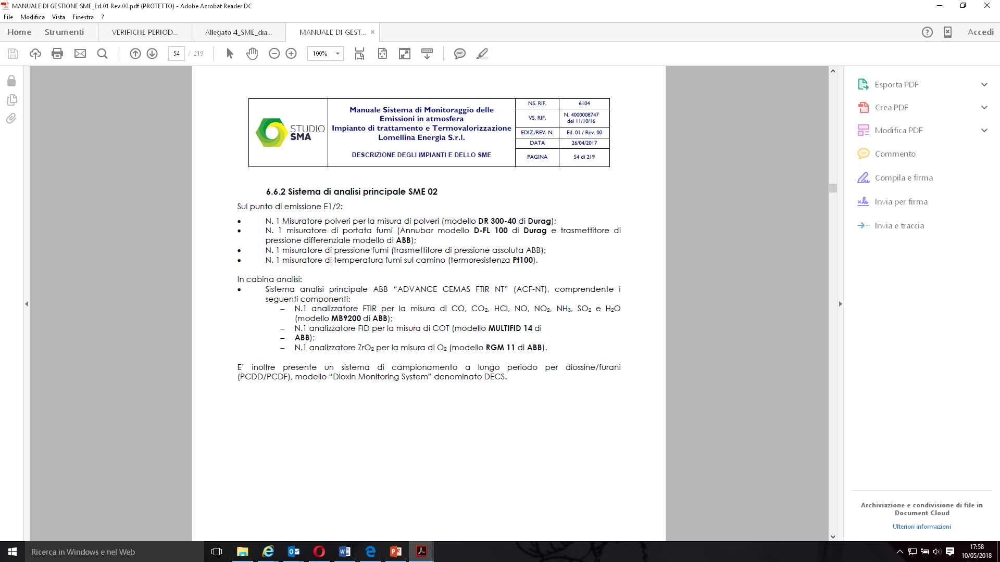 MANUALE DI GESTIONE SME_Ed.01 Rev.00.pdf (PROTETTO) - Adobe Acrobat Reader DC
File Modifica Vista Finestra ?
Home Strumenti VERIFICHE PERIOD... Allegato 4_SME_dia... MANUALE DI GEST... × Accedi
54 / 219 100%
STUDIO
SMA
Manuale Sistema di Monitoraggio delle
Emissioni in atmosfera
Impianto di trattamento e Termovalorizzazione
Lomellina Energia S.r.l.
DESCRIZIONE DEGLI IMPIANTI E DELLO SME
NS. RIF. 6104
VS. RIF. N. 4000008747
del 11/10/16
EDIZ./REV. N. Ed. 01 / Rev. 00
DATA 26/04/2017
PAGINA 54 di 219
6.6.2 Sistema di analisi principale SME 02
Sul punto di emissione E1/2:
• N. 1 Misuratore polveri per la misura di polveri (modello DR 300-40 di Durag);
• N. 1 misuratore di portata fumi (Annubar modello D-FL 100 di Durag e trasmettitore di
pressione differenziale modello di ABB);
• N. 1 misuratore di pressione fumi (trasmettitore di pressione assoluta ABB);
• N. 1 misuratore di temperatura fumi sul camino (termoresistenza Pt100).
In cabina analisi:
• Sistema analisi principale ABB “ADVANCE CEMAS FTIR NT” (ACF-NT), comprendente i
seguenti componenti:
– N.1 analizzatore FTIR per la misura di CO, CO₂, HCl, NO, NO₂, NH₃, SO₂ e H₂O
(modello MB9200 di ABB);
– N.1 analizzatore FID per la misura di COT (modello MULTIFID 14 di
– ABB);
– N.1 analizzatore ZrO₂ per la misura di O₂ (modello RGM 11 di ABB).
E’ inoltre presente un sistema di campionamento a lungo periodo per diossine/furani
(PCDD/PCDF), modello “Dioxin Monitoring System” denominato DECS.
Esporta PDF
Crea PDF
Modifica PDF
Commento
Compila e firma
Invia per firma
Invia e traccia
Archiviazione e condivisione di file in
Document Cloud
Ulteriori informazioni
Ricerca in Windows e nel Web
17:58
10/05/2018